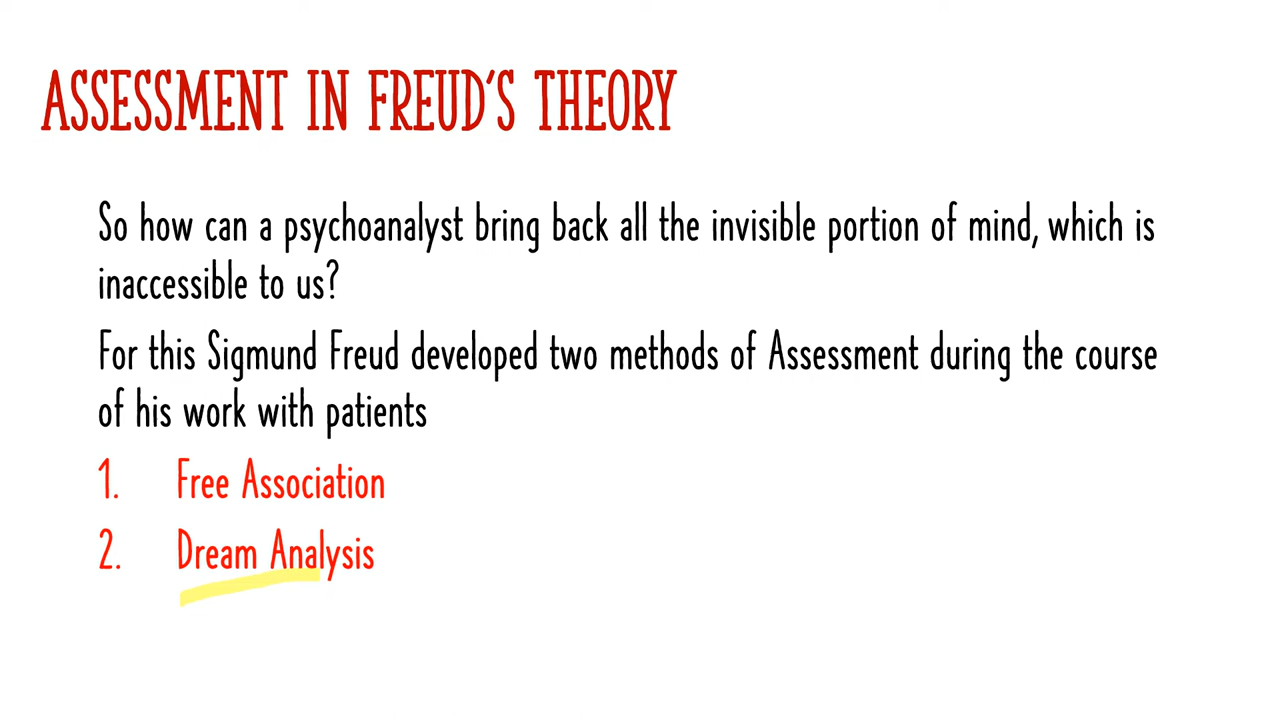 ASSESSMENT IN FREUD'S THEORY
So how can a psychoanalyst bring back all the invisible portion of mind, which is
inaccessible to us?
For this Sigmund Freud developed two methods of Assessment during the course
of his work with patients
1. Free Association
2. Dream Analysis